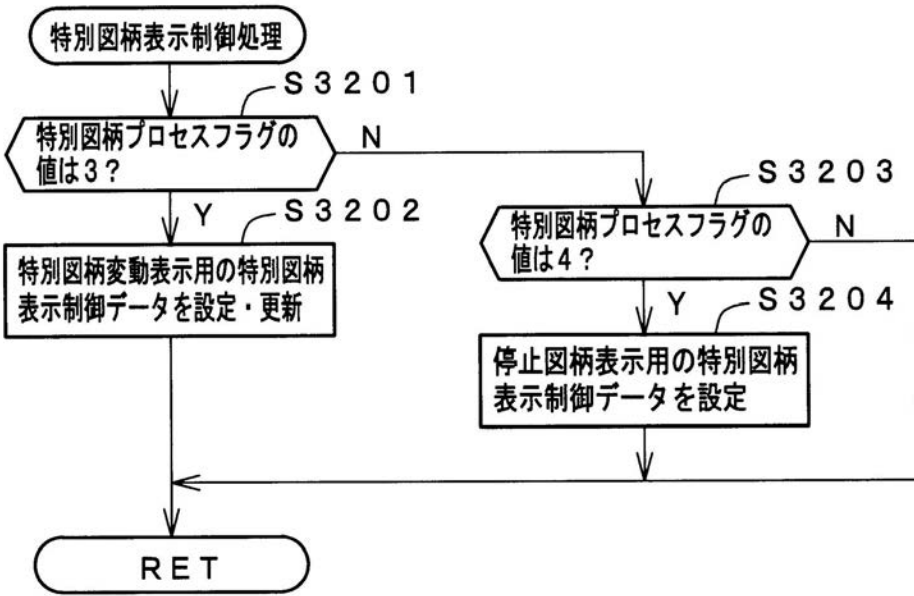 特別図柄表示制御処理
S3201
特別図柄プロセスフラグの
値は3?
N
Y
S3202
特別図柄変動表示用の特別図柄
表示制御データを設定・更新
S3203
特別図柄プロセスフラグの
値は4?
N
Y
S3204
停止図柄表示用の特別図柄
表示制御データを設定
RET